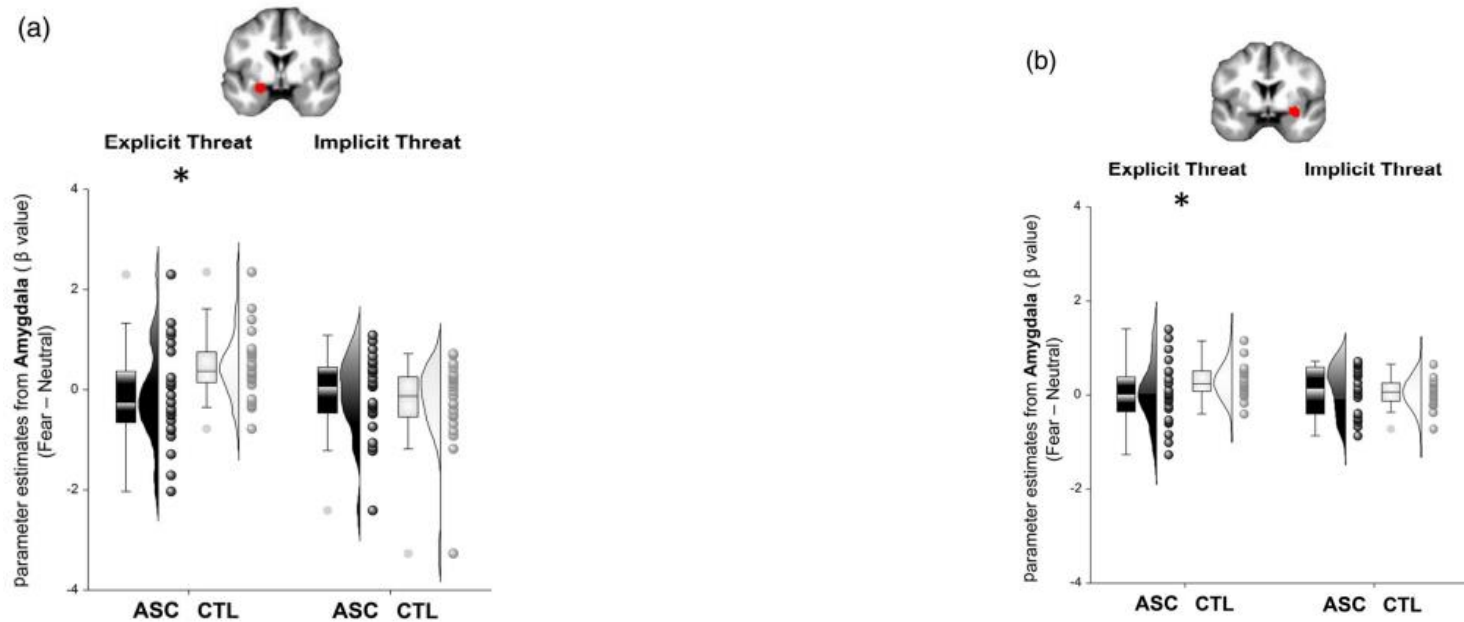 (a)
Explicit Threat Implicit Threat
*
parameter estimates from Amygdala ( β value)
(Fear – Neutral)
4
2
0
-2
-4
ASC CTL ASC CTL
(b)
Explicit Threat Implicit Threat
*
parameter estimates from Amygdala ( β value)
(Fear – Neutral)
4
2
0
-2
-4
ASC CTL ASC CTL